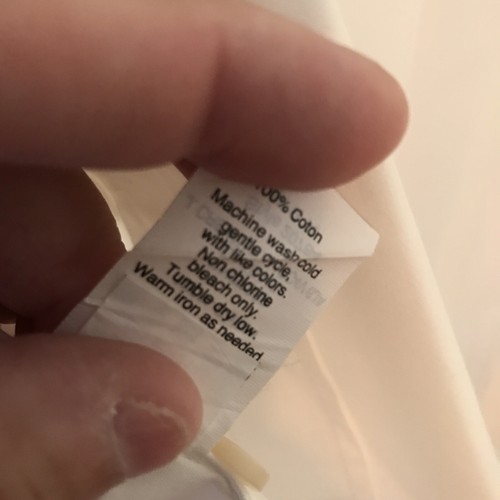 100% Coton
Machine wash cold
gentle cycle,
with like colors.
Non chlorine
bleach only.
Tumble dry low.
Warm iron as needed.